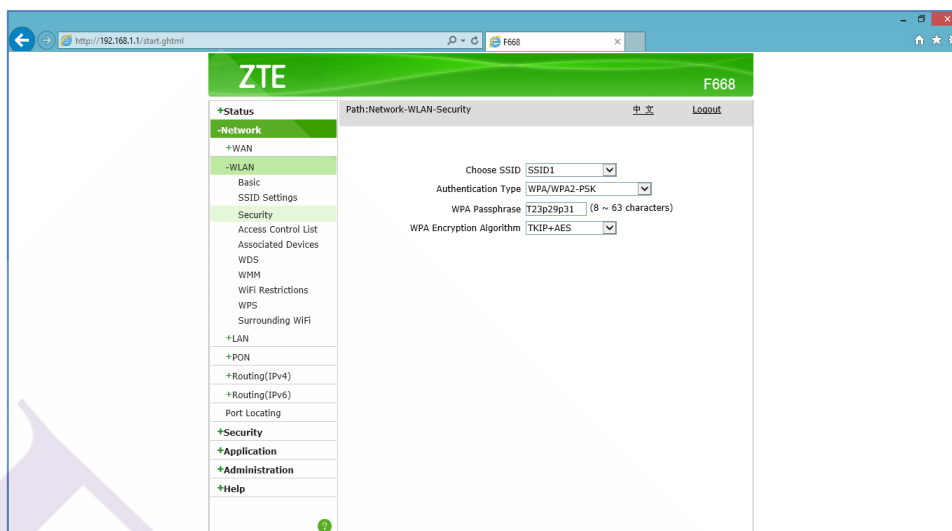 http://192.168.1.1/start.ghtml
F668
ZTE
F668
Path:Network-WLAN-Security
中文
Logout
+Status
-Network
+WAN
-WLAN
Basic
SSID Settings
Security
Access Control List
Associated Devices
WDS
WMM
WiFi Restrictions
WPS
Surrounding WiFi
+LAN
+PON
+Routing(IPv4)
+Routing(IPv6)
Port Locating
+Security
+Application
+Administration
+Help
?
Choose SSID SSID1
Authentication Type WPA/WPA2-PSK
WPA Passphrase T23p29p31 (8 ~ 63 characters)
WPA Encryption Algorithm TKIP+AES